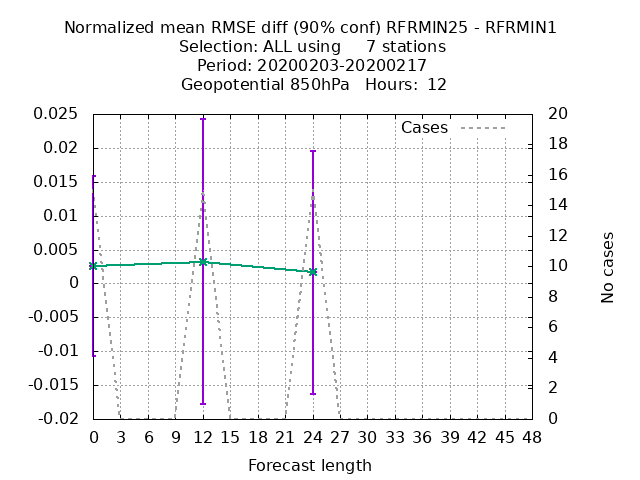 Normalized mean RMSE diff (90% conf) RFRMIN25 - RFRMIN1
Selection: ALL using     7 stations
Period: 20200203-20200217
Geopotential 850hPa   Hours:  12
Cases
0.025
0.02
0.015
0.01
0.005
0
-0.005
-0.01
-0.015
-0.02
20
18
16
14
12
10
8
6
4
2
0
No cases
0 3 6 9 12 15 18 21 24 27 30 33 36 39 42 45 48
Forecast length